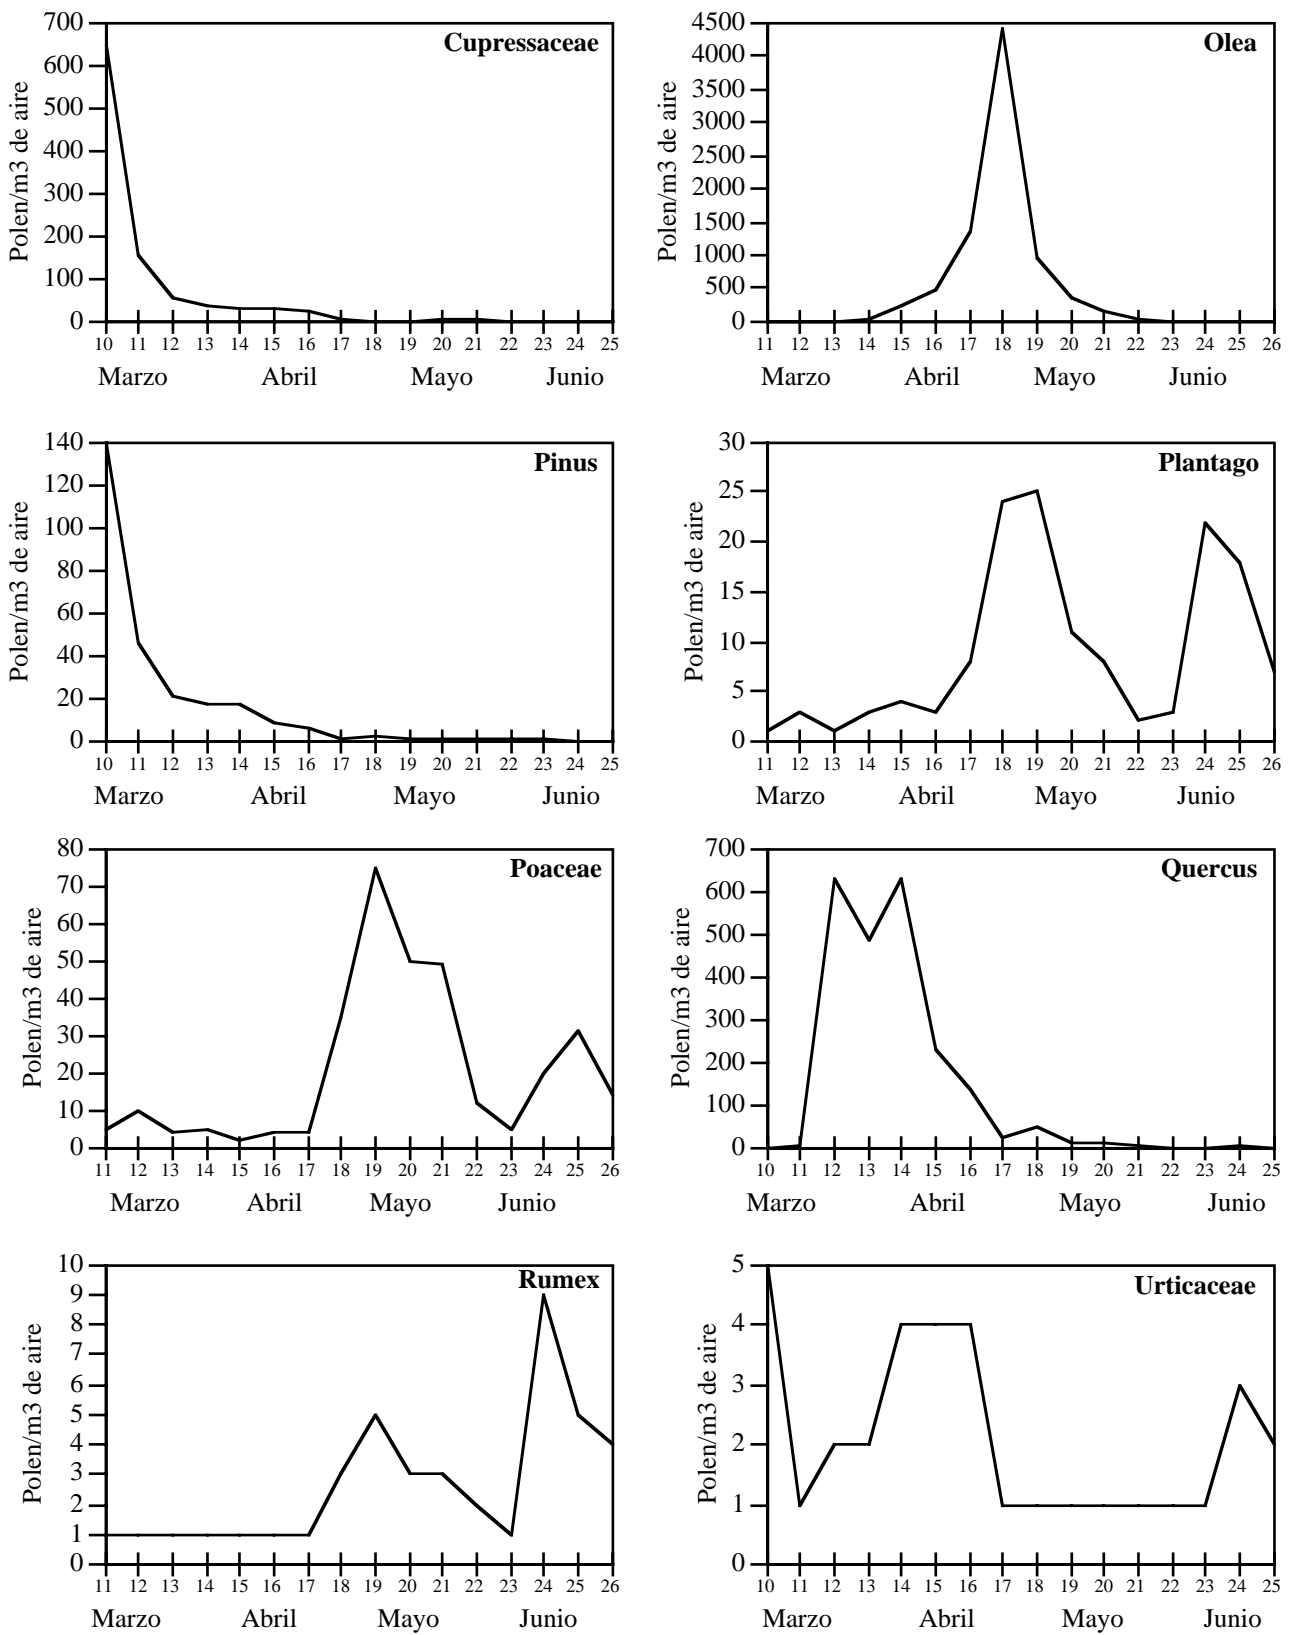 Cupressaceae
Polen/m3 de aire
700
600
500
400
300
200
100
0
10 11 12 13 14 15 16 17 18 19 20 21 22 23 24 25
Marzo Abril Mayo Junio
Olea
Polen/m3 de aire
4500
4000
3500
3000
2500
2000
1500
1000
500
0
11 12 13 14 15 16 17 18 19 20 21 22 23 24 25 26
Marzo Abril Mayo Junio
Pinus
Polen/m3 de aire
140
120
100
80
60
40
20
0
10 11 12 13 14 15 16 17 18 19 20 21 22 23 24 25
Marzo Abril Mayo Junio
Plantago
Polen/m3 de aire
30
25
20
15
10
5
0
11 12 13 14 15 16 17 18 19 20 21 22 23 24 25 26
Marzo Abril Mayo Junio
Poaceae
Polen/m3 de aire
80
70
60
50
40
30
20
10
0
11 12 13 14 15 16 17 18 19 20 21 22 23 24 25 26
Marzo Abril Mayo Junio
Quercus
Polen/m3 de aire
700
600
500
400
300
200
100
0
10 11 12 13 14 15 16 17 18 19 20 21 22 23 24 25
Marzo Abril Mayo Junio
Rumex
Polen/m3 de aire
10
9
8
7
6
5
4
3
2
1
0
11 12 13 14 15 16 17 18 19 20 21 22 23 24 25 26
Marzo Abril Mayo Junio
Urticaceae
Polen/m3 de aire
5
4
3
2
1
0
10 11 12 13 14 15 16 17 18 19 20 21 22 23 24 25
Marzo Abril Mayo Junio